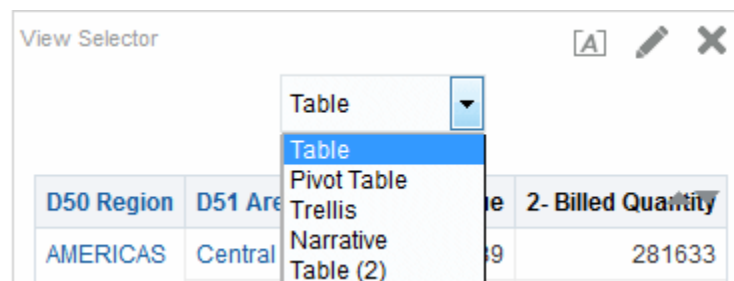 View Selector
Table
Table
Pivot Table
D50 Region D51 Are Trellis ue 2- Billed Quantity
Narrative
AMERICAS Central 39 281633
Table (2)